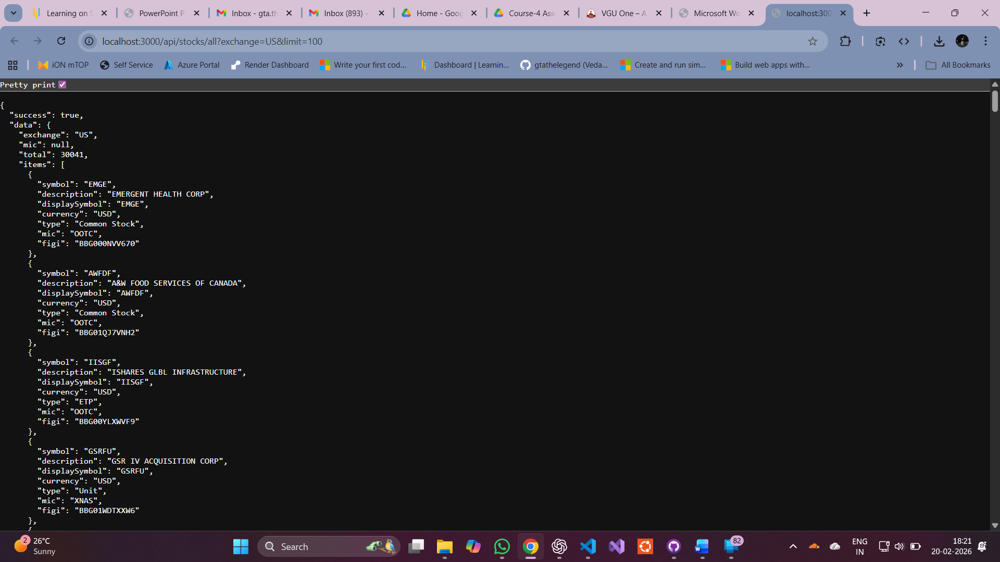 Learning on S
PowerPoint P
Inbox - gta.th
Inbox (893) -
Home - Goog
Course-4 Ass
VGU One – A
Microsoft Wo
localhost:300
localhost:3000/api/stocks/all?exchange=US&limit=100
iON mTOP
Self Service
Azure Portal
Render Dashboard
Write your first cod...
Dashboard | Learnin...
gtathelegend (Veda...
Create and run sim...
Build web apps with...
All Bookmarks
Pretty print
{
"success": true,
"data": {
"exchange": "US",
"mic": null,
"total": 30041,
"items": [
{
"symbol": "EMGE",
"description": "EMERGENT HEALTH CORP",
"displaySymbol": "EMGE",
"currency": "USD",
"type": "Common Stock",
"mic": "OOTC",
"figi": "BBG000NVV670"
},
{
"symbol": "AWFDF",
"description": "A&W FOOD SERVICES OF CANADA",
"displaySymbol": "AWFDF",
"currency": "USD",
"type": "Common Stock",
"mic": "OOTC",
"figi": "BBG01QJ7VNH2"
},
{
"symbol": "IISGF",
"description": "ISHARES GLBL INFRASTRUCTURE",
"displaySymbol": "IISGF",
"currency": "USD",
"type": "ETP",
"mic": "OOTC",
"figi": "BBG00YLXWVF9"
},
{
"symbol": "GSRFU",
"description": "GSR IV ACQUISITION CORP",
"displaySymbol": "GSRFU",
"currency": "USD",
"type": "Unit",
"mic": "XNAS",
"figi": "BBG01WDTXXW6"
},
{
2
26°C
Sunny
Search
82
ENG
IN
18:21
20-02-2026